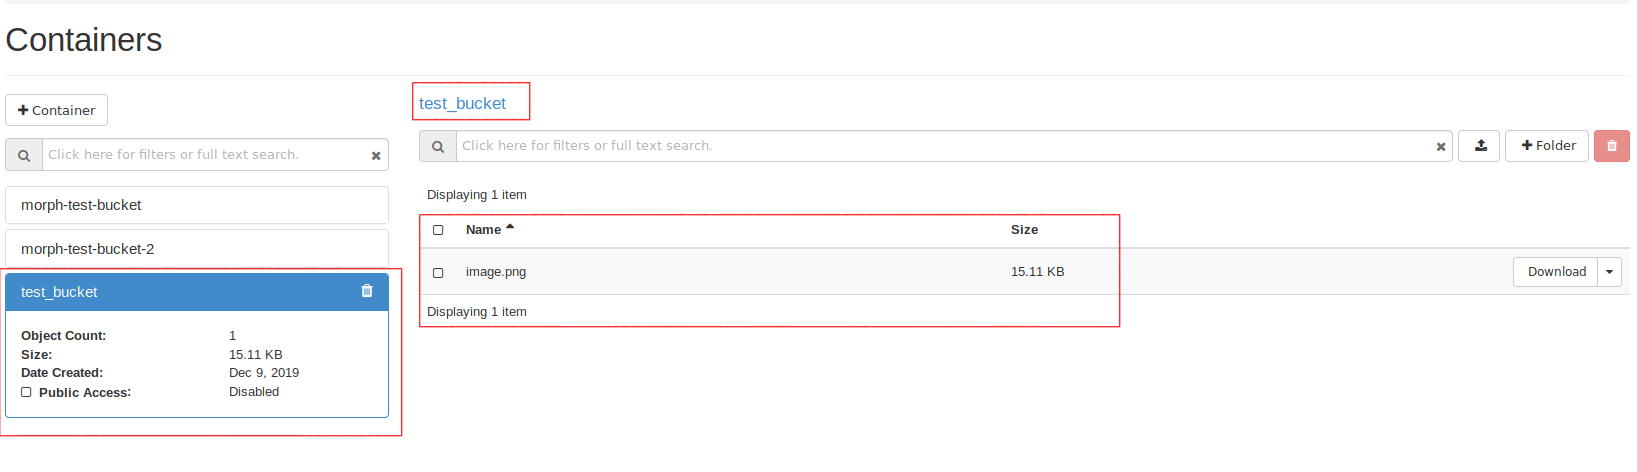 Containers
Container
Click here for filters or full text search.
morph-test-bucket
morph-test-bucket-2
test_bucket
Object Count: 1
Size: 15.11 KB
Date Created: Dec 9, 2019
Public Access: Disabled
test_bucket
Click here for filters or full text search.
Folder
Displaying 1 item
Name Size
image.png 15.11 KB Download
Displaying 1 item